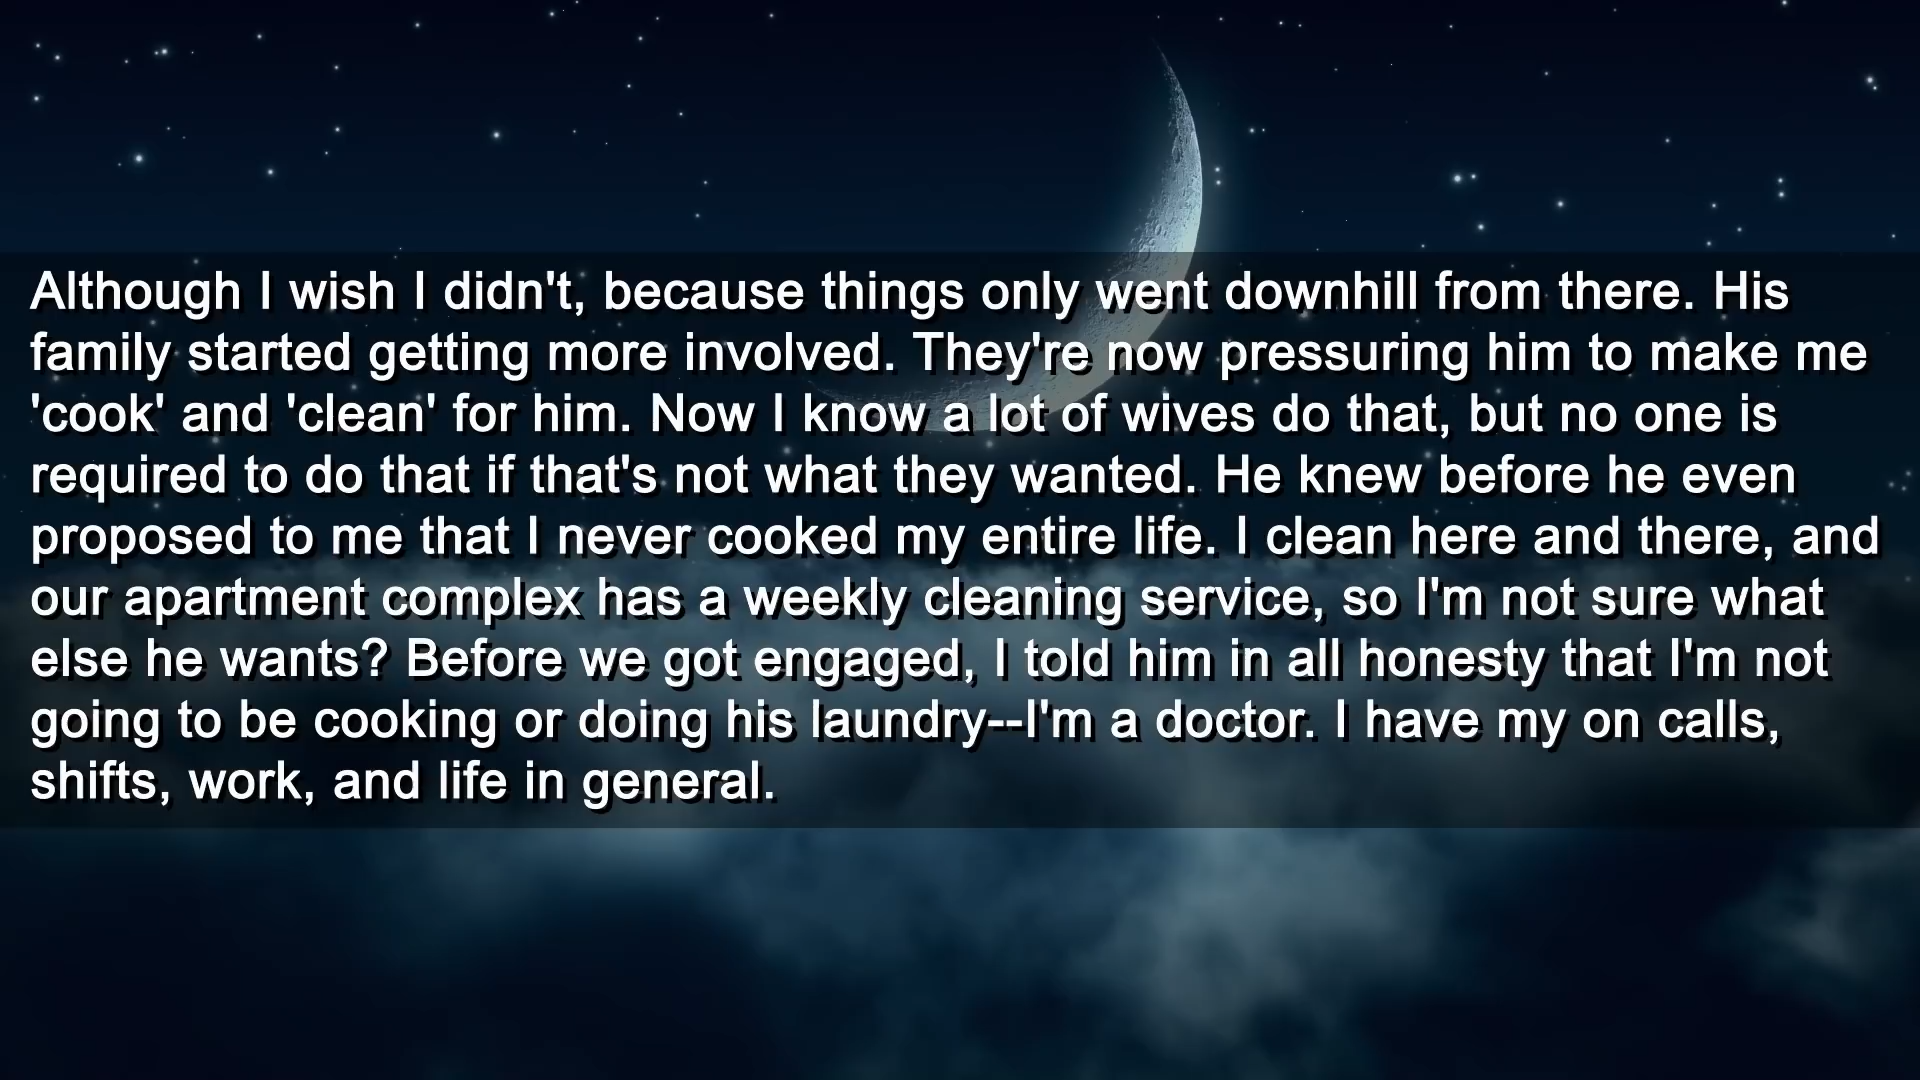 Although I wish I didn't, because things only went downhill from there. His
family started getting more involved. They're now pressuring him to make me
'cook' and 'clean' for him. Now I know a lot of wives do that, but no one is
required to do that if that's not what they wanted. He knew before he even
proposed to me that I never cooked my entire life. I clean here and there, and
our apartment complex has a weekly cleaning service, so I'm not sure what
else he wants? Before we got engaged, I told him in all honesty that I'm not
going to be cooking or doing his laundry--I'm a doctor. I have my on calls,
shifts, work, and life in general.